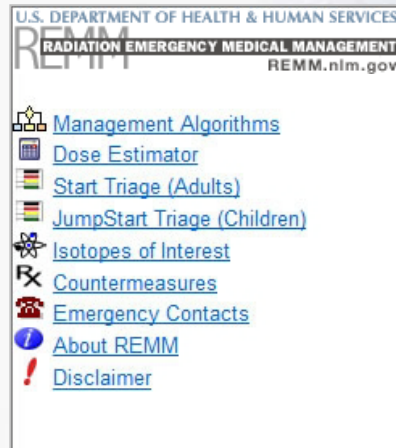 U.S. DEPARTMENT OF HEALTH & HUMAN SERVICES
REMM
RADIATION EMERGENCY MEDICAL MANAGEMENT
REMM.nlm.gov
Management Algorithms
Dose Estimator
Start Triage (Adults)
JumpStart Triage (Children)
Isotopes of Interest
Rx Countermeasures
Emergency Contacts
i About REMM
! Disclaimer